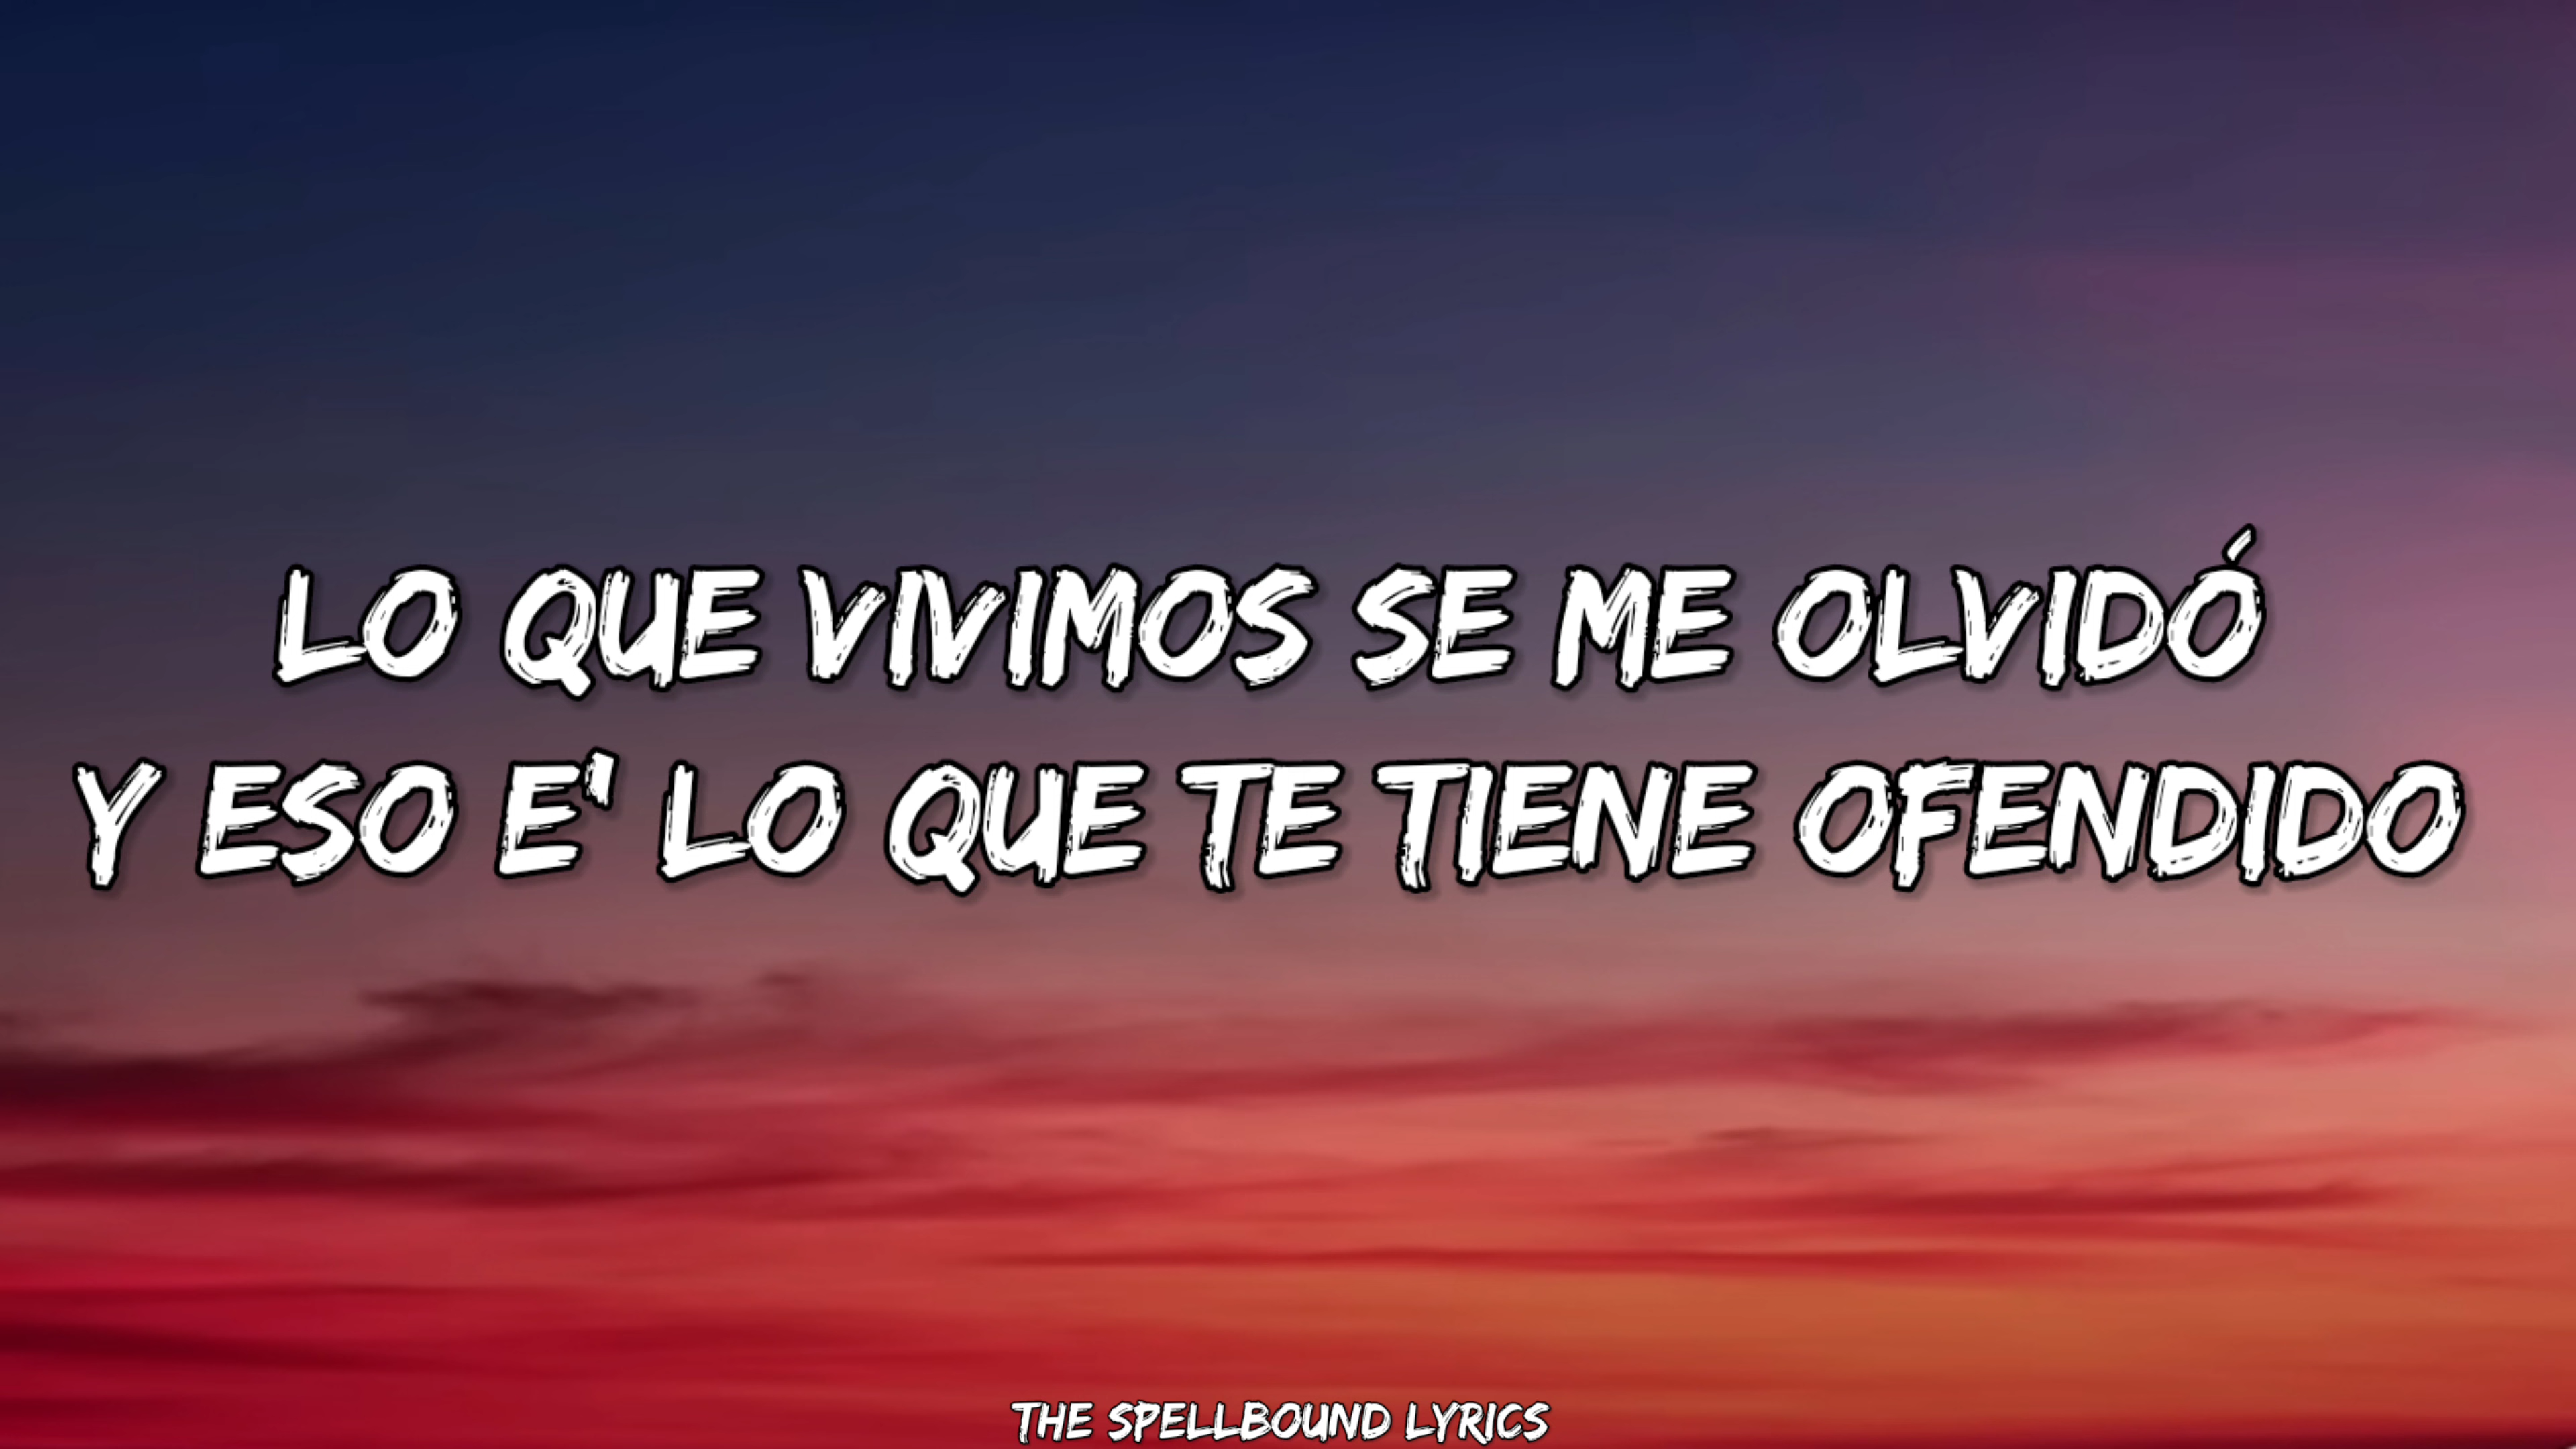 LO QUE VIVIMOS SE ME OLVIDÓ
Y ESO E' LO QUE TE TIENE OFENDIDO
THE SPELLBOUND LYRICS